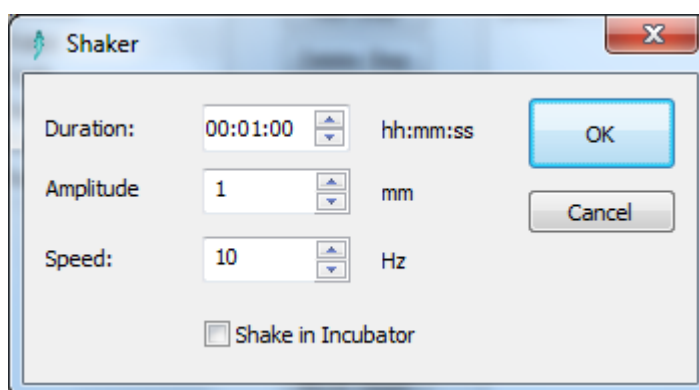 Shaker
Duration: 00:01:00 hh:mm:ss
OK
Amplitude 1 mm
Cancel
Speed: 10 Hz
Shake in Incubator